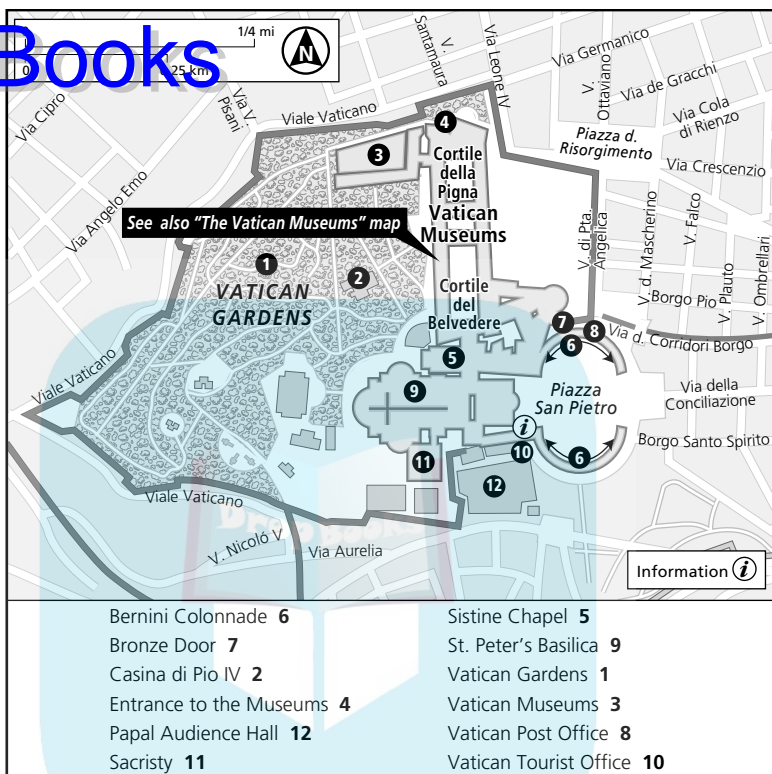 Books
1/4 mi
0
.25 km
N
V. Santamaura
Via Leone IV
Via Germanico
V. Ottaviano
Via de Gracchi
Via Cola di Rienzo
Via Cipro
Via V. Pisani
Viale Vaticano
Piazza d. Risorgimento
Via Crescenzio
4
3
Cortile
della
Pigna
Vatican
Museums
Via Angelo Emo
See also "The Vatican Museums" map
V. di Pta. Angelica
V. d. Mascherino
V. Falco
V. Plauto
V. Ombrellari
1
2
VATICAN
GARDENS
Cortile
del
Belvedere
Borgo Pio
7
8
Via d. Corridori Borgo
6
5
Viale Vaticano
9
Piazza
San Pietro
Via della
Conciliazione
i
10
Borgo Santo Spirito
6
11
12
Viale Vaticano
Drop Books
V. Nicoló V
Via Aurelia
Information i
Bernini Colonnade 6
Bronze Door 7
Casina di Pio IV 2
Entrance to the Museums 4
Papal Audience Hall 12
Sacristy 11
Sistine Chapel 5
St. Peter's Basilica 9
Vatican Gardens 1
Vatican Museums 3
Vatican Post Office 8
Vatican Tourist Office 10